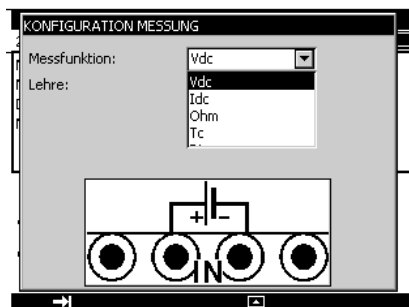 KONFIGURATION MESSUNG
Messfunktion: Vdc
Lehre: Vdc
Idc
Ohm
Tc
+ -
IN